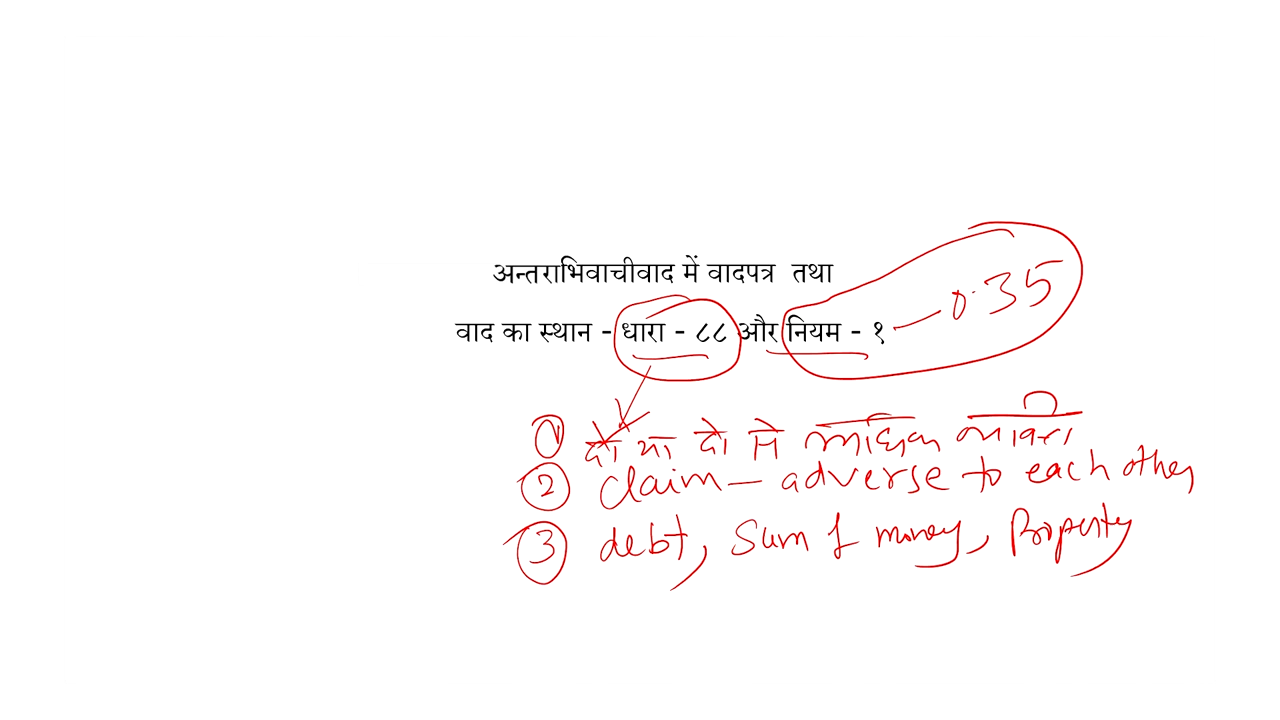 अन्तराभिवाचीवाद में वादपत्र तथा
वाद का स्थान - धारा - ८८ और नियम - १ — O.35
① दो या दो से अधिक व्यक्ति
② claim — adverse to each other
③ debt, sum of money, Property